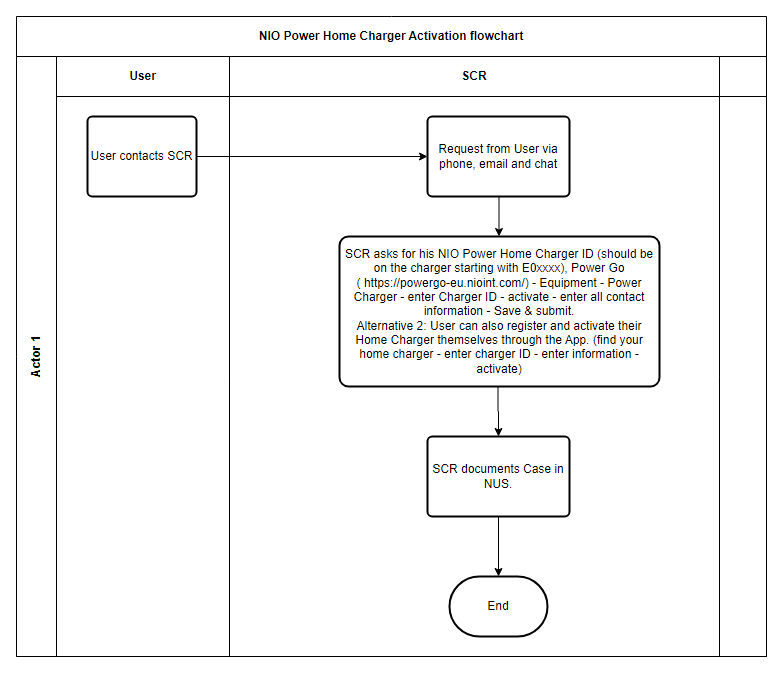 NIO Power Home Charger Activation flowchart
User
SCR
Actor 1
User contacts SCR
Request from User via
phone, email and chat
SCR asks for his NIO Power Home Charger ID (should be
on the charger starting with E0xxxx), Power Go
( https://powergo-eu.nioint.com/) - Equipment - Power
Charger - enter Charger ID - activate - enter all contact
information - Save & submit.
Alternative 2: User can also register and activate their
Home Charger themselves through the App. (find your
home charger - enter charger ID - enter information -
activate)
SCR documents Case in
NUS.
End